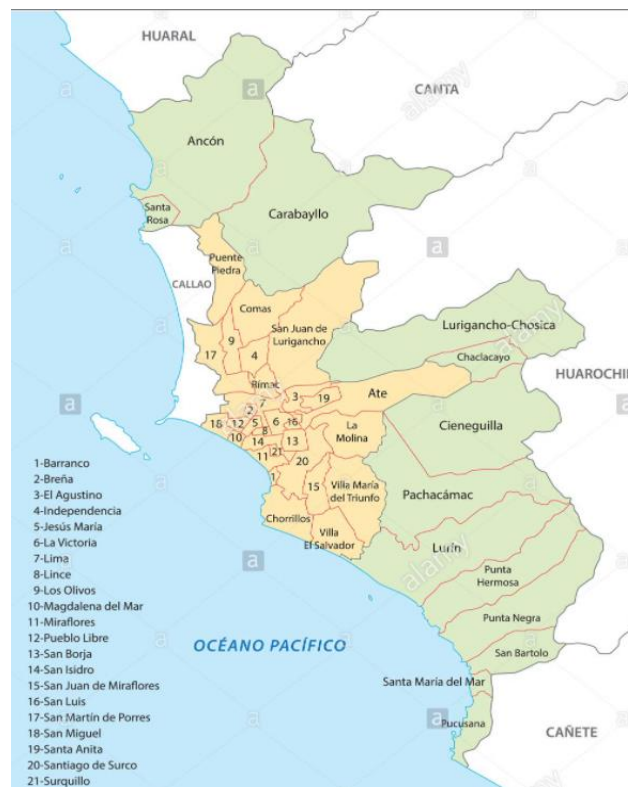 HUARAL
CANTA
Ancón
Santa
Rosa
Carabayllo
Puente
Piedra
CALLAO
Comas
San Juan de
Lurigancho
9
17
4
Lurigancho-Chosica
Chaclacayo
HUAROCHIR
Rímac
Ate
3
19
7
2
18
12
5
6
16
8
10
14
13
La
Molina
Cieneguilla
11
21
20
1
15
Villa María
del Triunfo
Pachacámac
Chorrillos
Villa
El Salvador
Lurín
Punta
Hermosa
Punta Negra
San Bartolo
Santa María del Mar
Pucusana
CAÑETE
OCÉANO PACÍFICO
1-Barranco
2-Breña
3-El Agustino
4-Independencia
5-Jesús María
6-La Victoria
7-Lima
8-Lince
9-Los Olivos
10-Magdalena del Mar
11-Miraflores
12-Pueblo Libre
13-San Borja
14-San Isidro
15-San Juan de Miraflores
16-San Luis
17-San Martín de Porres
18-San Miguel
19-Santa Anita
20-Santiago de Surco
21-Surquillo
a
alamy